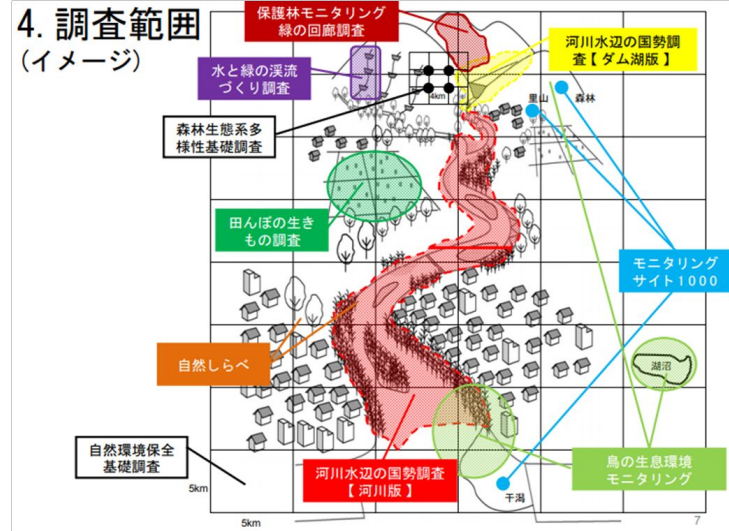 4. 調査範囲
(イメージ)
保護林モニタリング
緑の回廊調査
河川水辺の国勢調
査【 ダム湖版 】
水と緑の渓流
づくり調査
4km
里山
森林
森林生態系多
様性基礎調査
田んぼの生き
もの調査
モニタリング
サイト1000
自然しらべ
湖沼
自然環境保全
基礎調査
河川水辺の国勢調査
【 河川版 】
鳥の生息環境
モニタリング
5km
干潟
5km
7